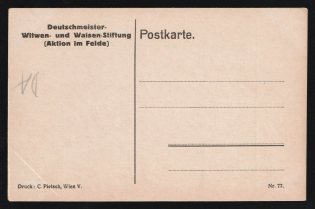 Deutschmeister-
Witwen- und Waisen-Stiftung
(Aktion im Felde)
Postkarte.
Druck: C Pietsch, Wien V.
Nr. 77.